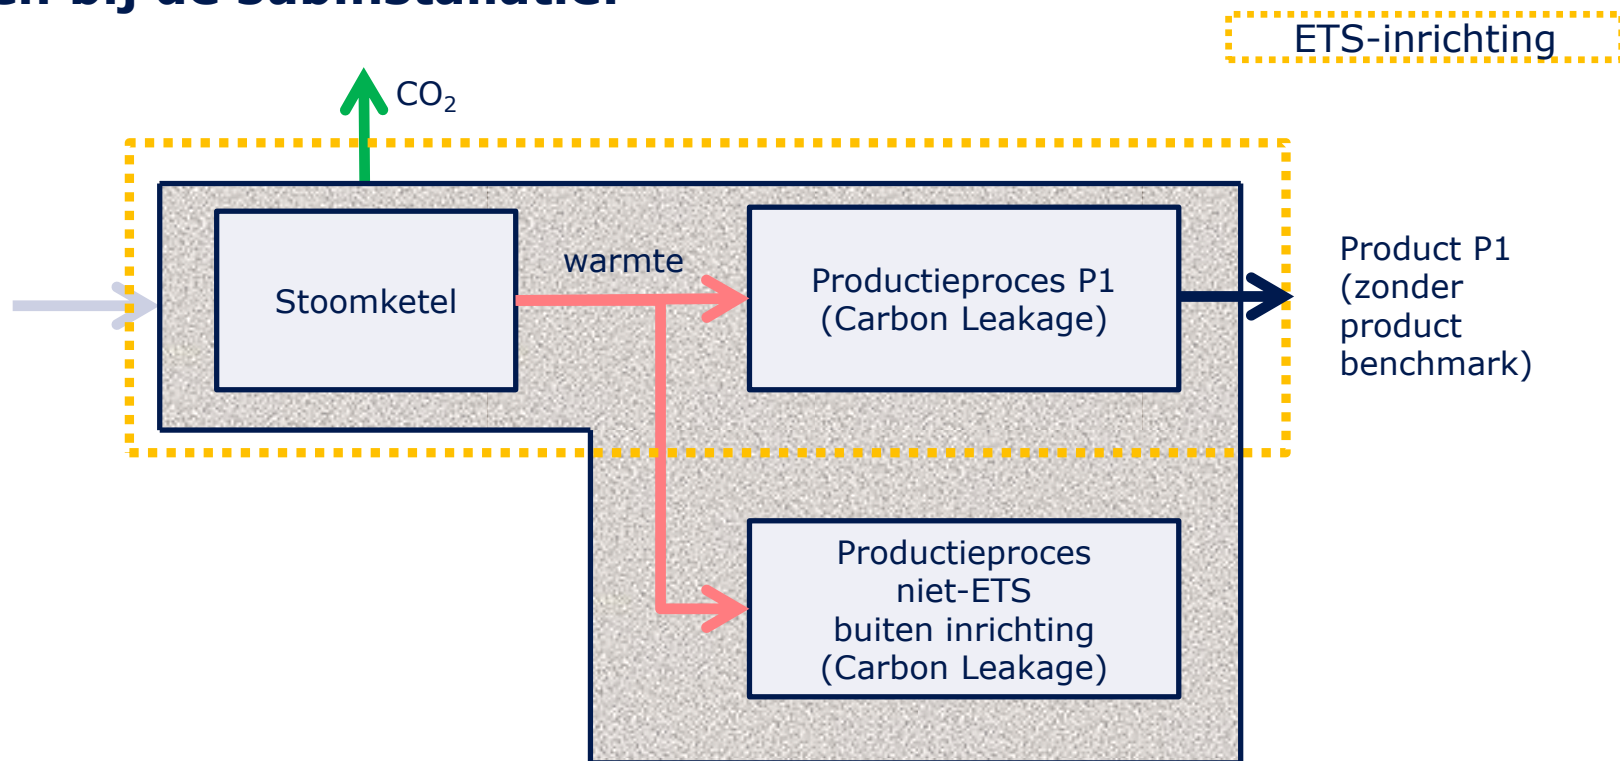 ETS-inrichting
CO₂
Stoomketel
warmte
Productieproces P1
(Carbon Leakage)
Product P1
(zonder
product
benchmark)
Productieproces
niet-ETS
buiten inrichting
(Carbon Leakage)